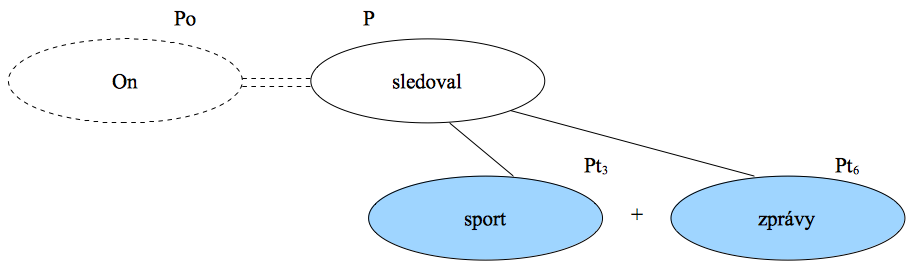 Po P
On sledoval
Pt₃ Pt₆
sport + zprávy